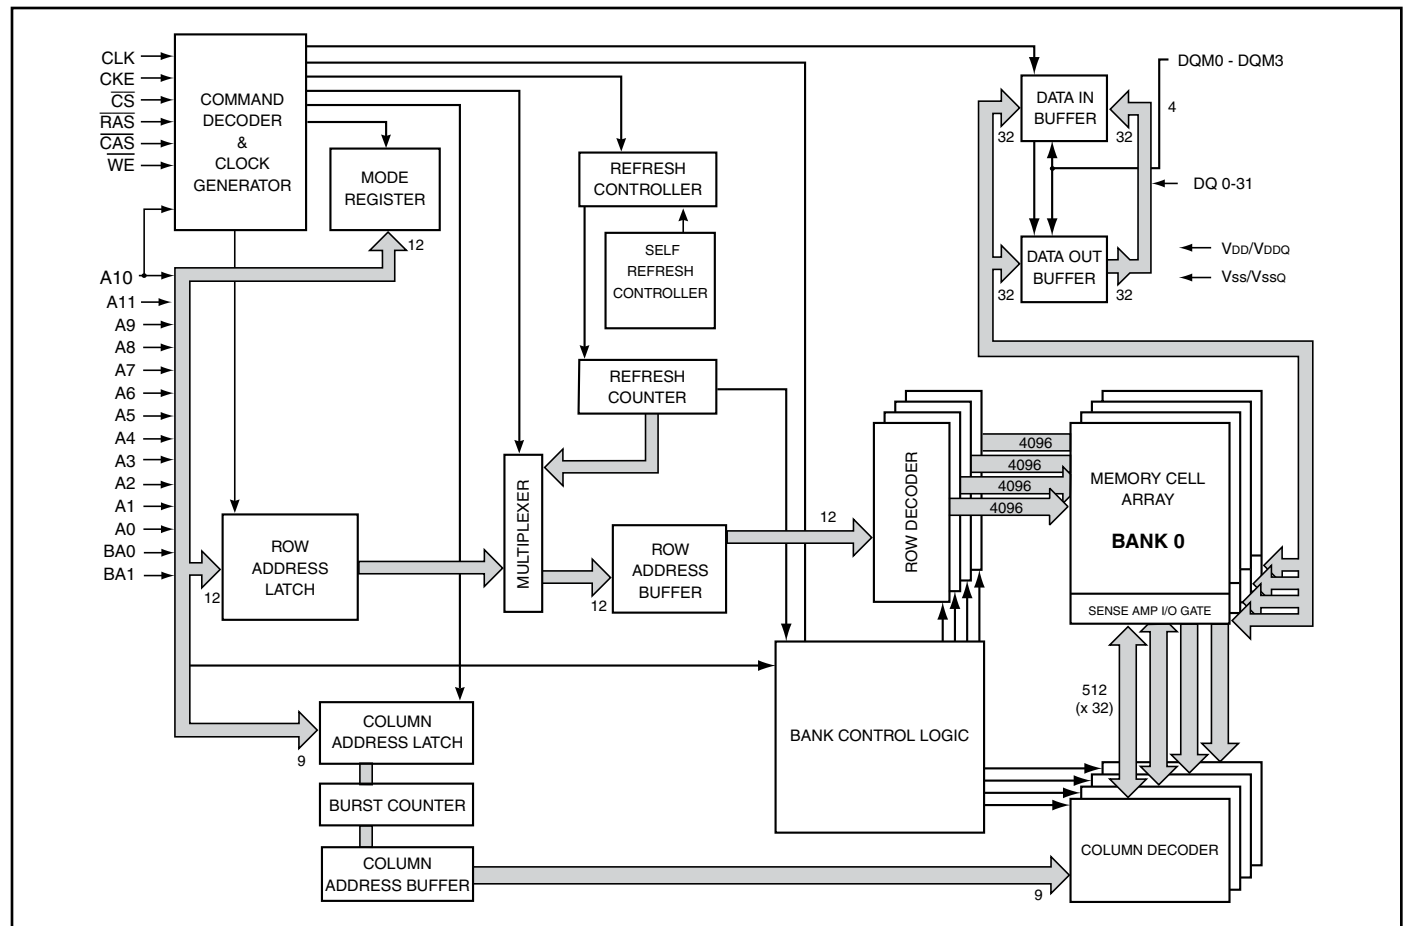 CLK
CKE
CS
RAS
CAS
WE
A10
A11
A9
A8
A7
A6
A5
A4
A3
A2
A1
A0
BA0
BA1
COMMAND
DECODER
&
CLOCK
GENERATOR
MODE
REGISTER
12
REFRESH
CONTROLLER
SELF
REFRESH
CONTROLLER
REFRESH
COUNTER
DATA IN
BUFFER
32
32
DQM0 - DQM3
4
DQ 0-31
DATA OUT
BUFFER
32
32
VDD/VDDQ
VSS/VSSQ
12
ROW
ADDRESS
LATCH
MULTIPLEXER
12
ROW
ADDRESS
BUFFER
12
ROW DECODER
4096
4096
4096
4096
MEMORY CELL
ARRAY
BANK 0
SENSE AMP I/O GATE
512
(x 32)
BANK CONTROL LOGIC
9
COLUMN
ADDRESS LATCH
BURST COUNTER
COLUMN
ADDRESS BUFFER
9
COLUMN DECODER